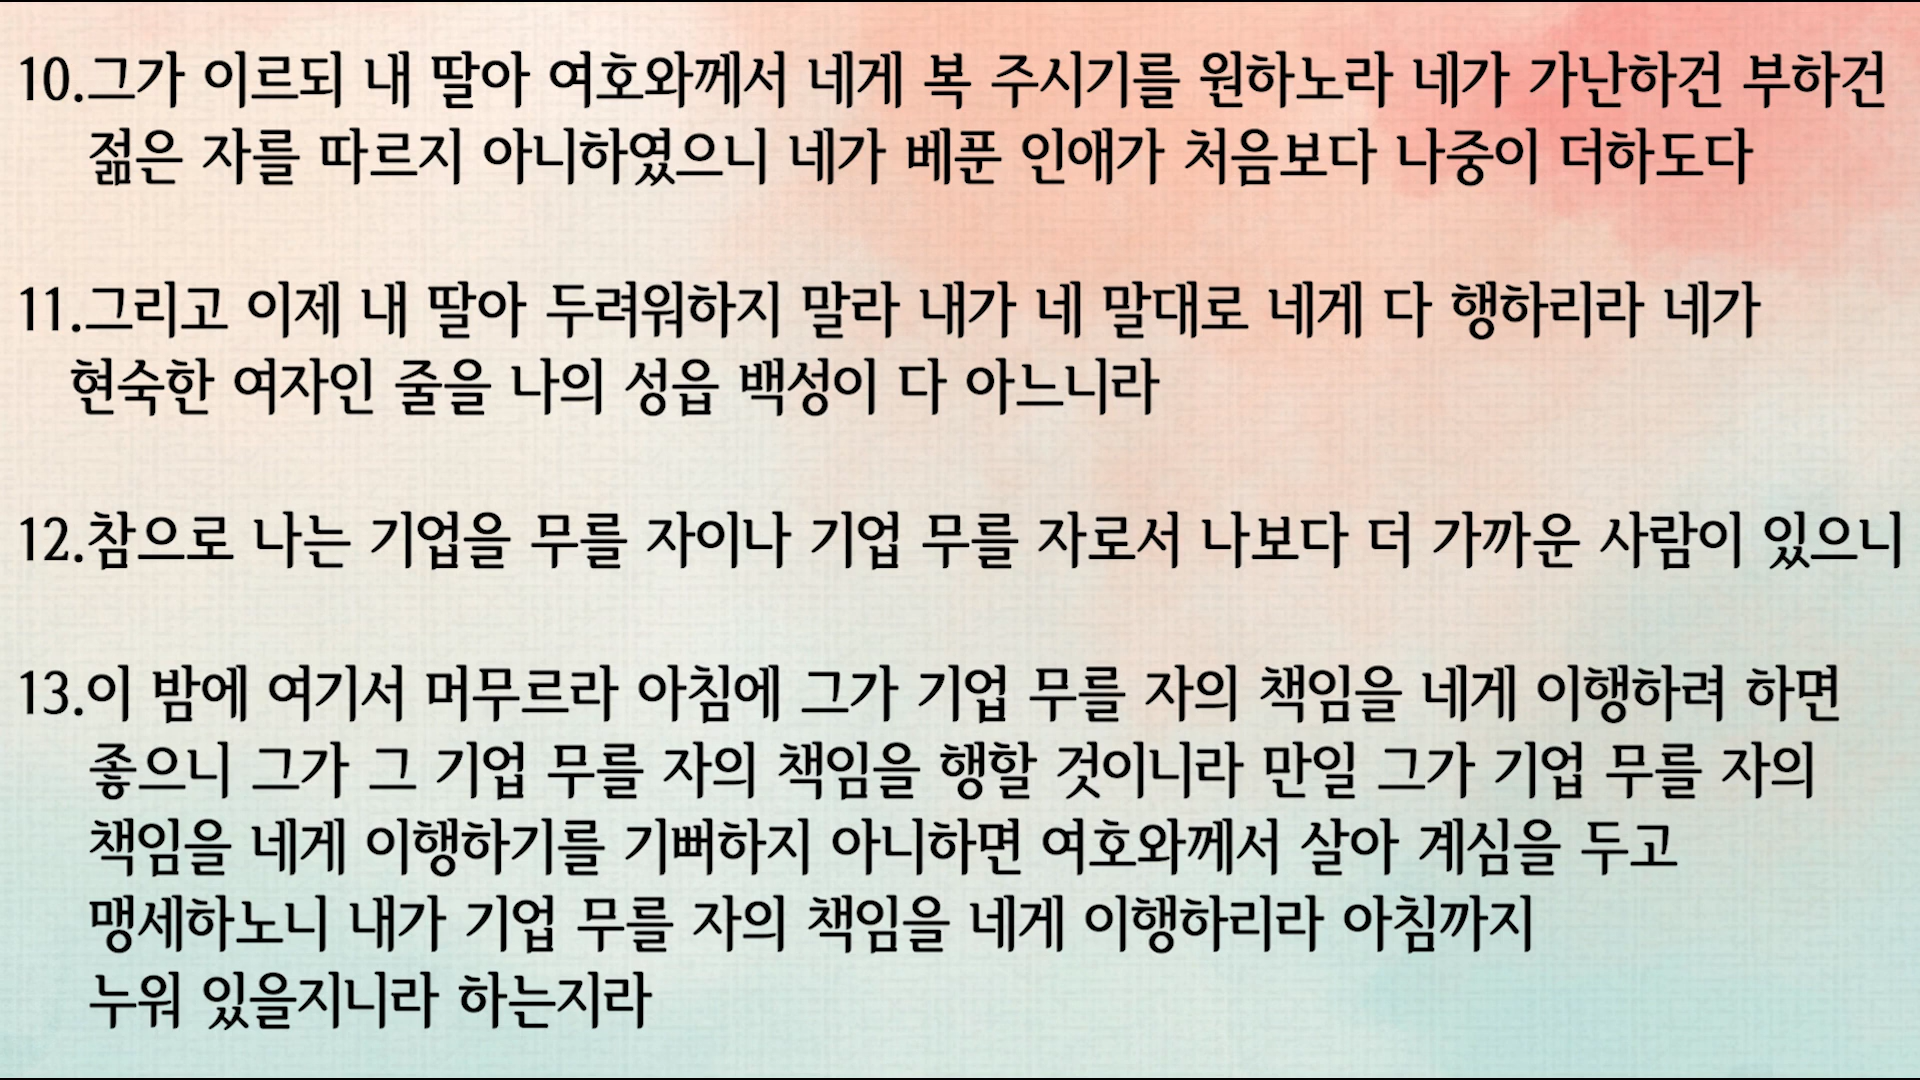 10.그가 이르되 내 딸아 여호와께서 네게 복 주시기를 원하노라 네가 가난하건 부하건
젊은 자를 따르지 아니하였으니 네가 베푼 인애가 처음보다 나중이 더하도다
11.그리고 이제 내 딸아 두려워하지 말라 내가 네 말대로 네게 다 행하리라 네가
현숙한 여자인 줄을 나의 성읍 백성이 다 아느니라
12.참으로 나는 기업을 무를 자이나 기업 무를 자로서 나보다 더 가까운 사람이 있으니
13.이 밤에 여기서 머무르라 아침에 그가 기업 무를 자의 책임을 네게 이행하려 하면
좋으니 그가 그 기업 무를 자의 책임을 행할 것이니라 만일 그가 기업 무를 자의
책임을 네게 이행하기를 기뻐하지 아니하면 여호와께서 살아 계심을 두고
맹세하노니 내가 기업 무를 자의 책임을 네게 이행하리라 아침까지
누워 있을지니라 하는지라